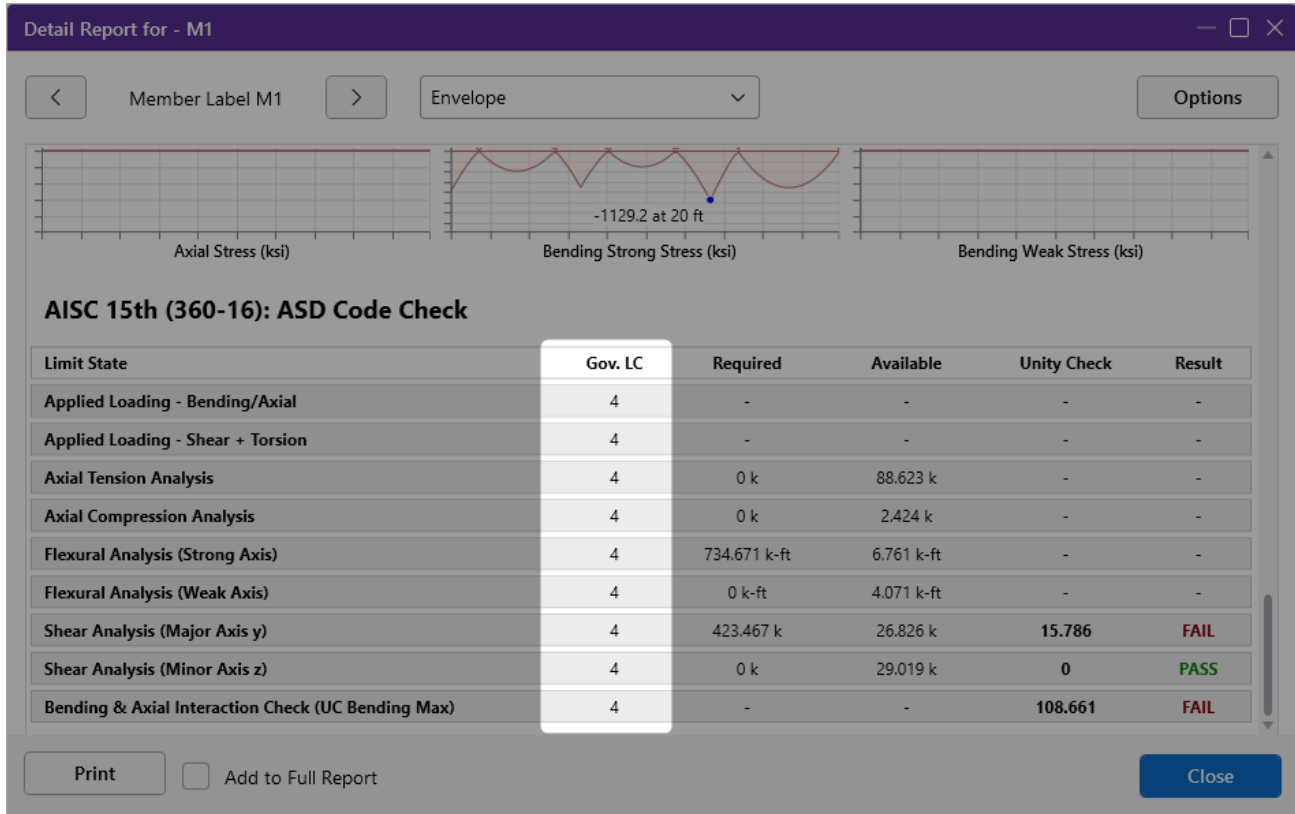 Detail Report for - M1
Member Label M1 Envelope Options
-1129.2 at 20 ft
Axial Stress (ksi) Bending Strong Stress (ksi) Bending Weak Stress (ksi)
AISC 15th (360-16): ASD Code Check
Limit State Gov. LC Required Available Unity Check Result
Applied Loading - Bending/Axial 4 - - - -
Applied Loading - Shear + Torsion 4 - - - -
Axial Tension Analysis 4 0 k 88.623 k - -
Axial Compression Analysis 4 0 k 2.424 k - -
Flexural Analysis (Strong Axis) 4 734.671 k-ft 6.761 k-ft - -
Flexural Analysis (Weak Axis) 4 0 k-ft 4.071 k-ft - -
Shear Analysis (Major Axis y) 4 423.467 k 26.826 k 15.786 FAIL
Shear Analysis (Minor Axis z) 4 0 k 29.019 k 0 PASS
Bending & Axial Interaction Check (UC Bending Max) 4 - - 108.661 FAIL
Print Add to Full Report Close